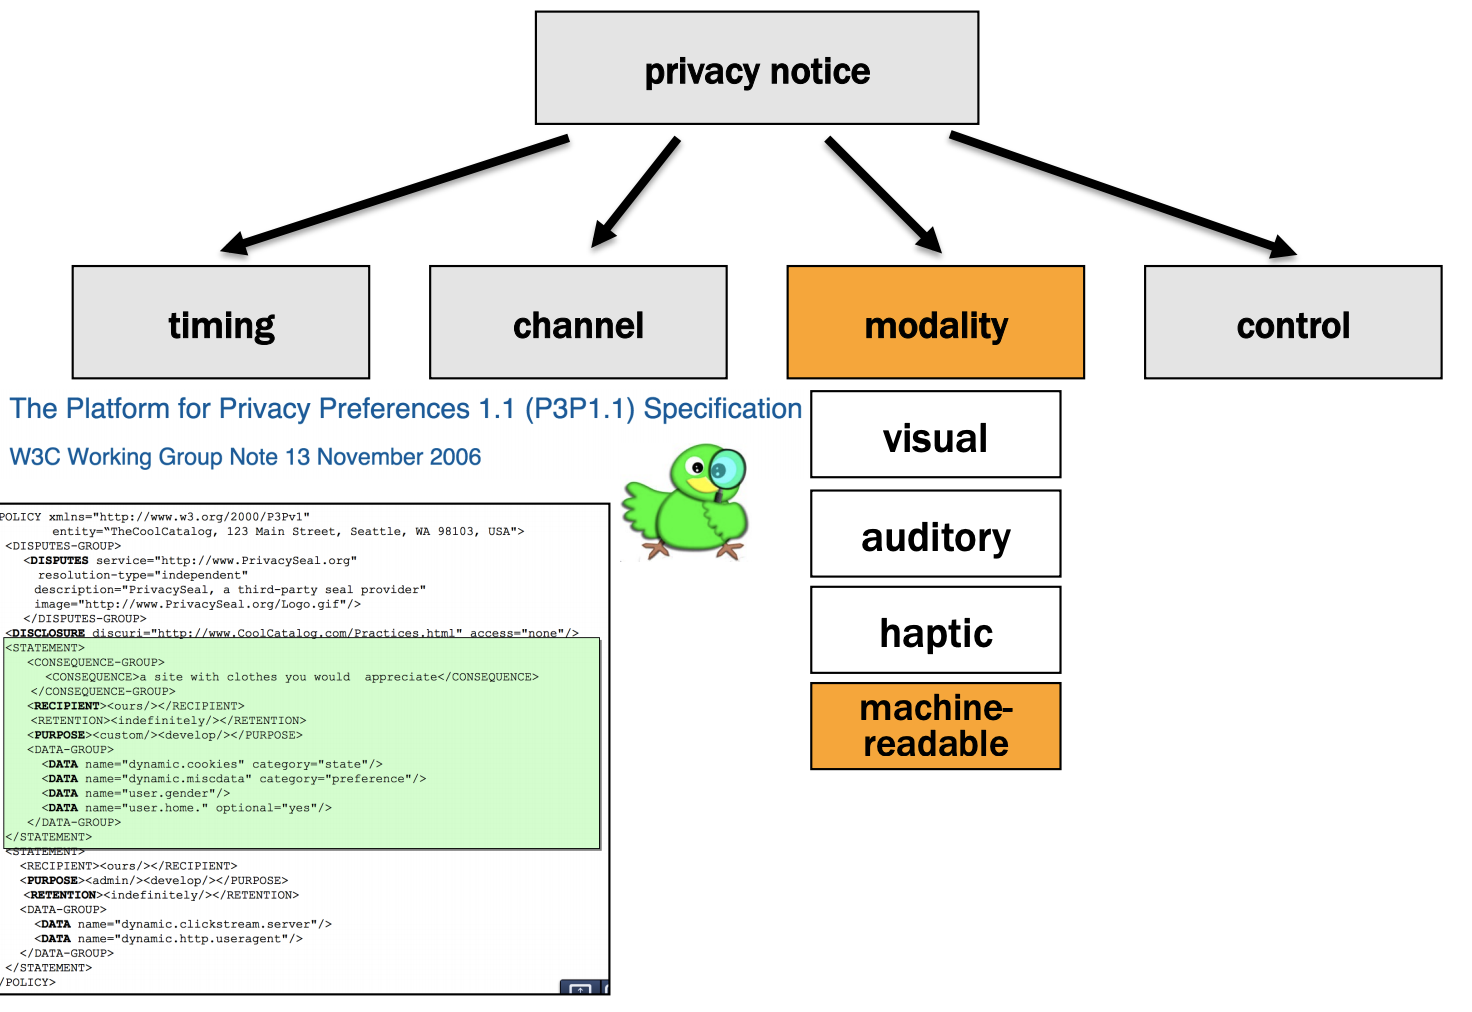 privacy notice
timing
channel
modality
control
The Platform for Privacy Preferences 1.1 (P3P1.1) Specification
W3C Working Group Note 13 November 2006
visual
auditory
haptic
machine-
readable
POLICY xmlns="http://www.w3.org/2000/P3Pv1"
entity="TheCoolCatalog, 123 Main Street, Seattle, WA 98103, USA">
<DISPUTES-GROUP>
<DISPUTES service="http://www.PrivacySeal.org"
resolution-type="independent"
description="PrivacySeal, a third-party seal provider"
image="http://www.PrivacySeal.org/Logo.gif"/>
</DISPUTES-GROUP>
<DISCLOSURE discuri="http://www.CoolCatalog.com/Practices.html" access="none"/>
<STATEMENT>
<CONSEQUENCE-GROUP>
<CONSEQUENCE>a site with clothes you would appreciate</CONSEQUENCE>
</CONSEQUENCE-GROUP>
<RECIPIENT><ours/></RECIPIENT>
<RETENTION><indefinitely/></RETENTION>
<PURPOSE><custom/><develop/></PURPOSE>
<DATA-GROUP>
<DATA name="dynamic.cookies" category="state"/>
<DATA name="dynamic.miscdata" category="preference"/>
<DATA name="user.gender"/>
<DATA name="user.home." optional="yes"/>
</DATA-GROUP>
</STATEMENT>
<STATEMENT>
<RECIPIENT><ours/></RECIPIENT>
<PURPOSE><admin/><develop/></PURPOSE>
<RETENTION><indefinitely/></RETENTION>
<DATA-GROUP>
<DATA name="dynamic.clickstream.server"/>
<DATA name="dynamic.http.useragent"/>
</DATA-GROUP>
</STATEMENT>
/POLICY>